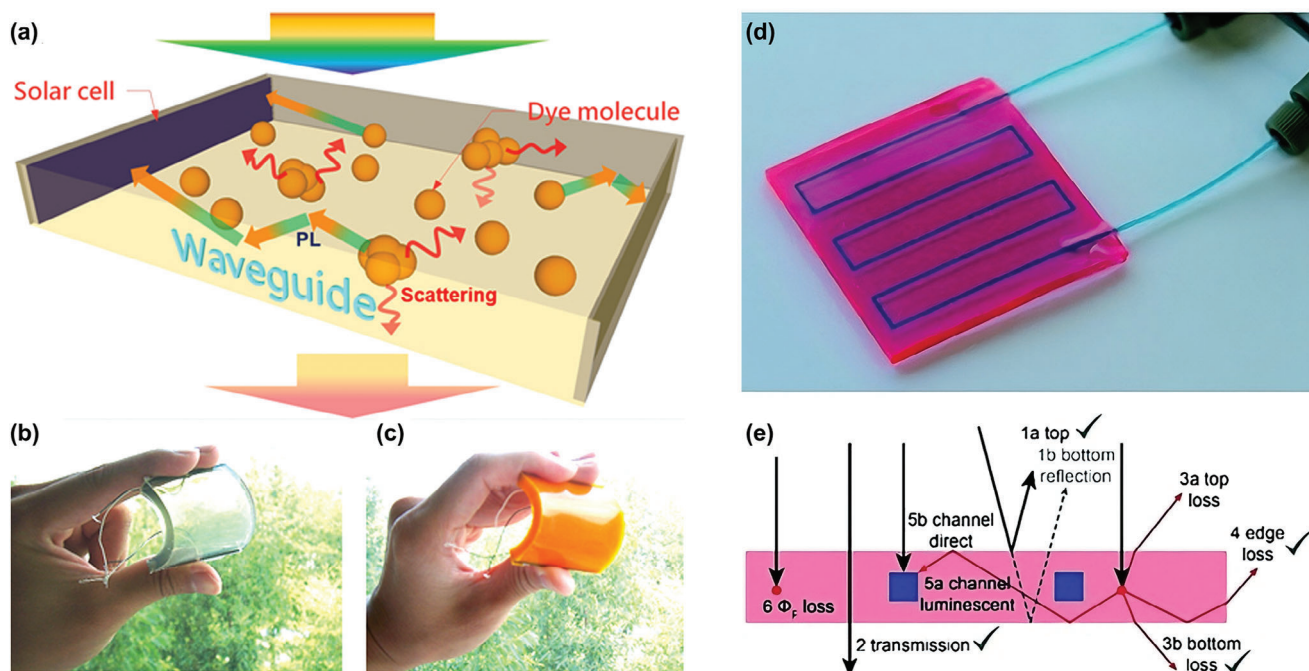 (a)
Solar cell
Dye molecule
PL
Waveguide
Scattering
(b)
(c)
(d)
(e)
1a top ✓
1b bottom
reflection
3a top
loss
5b channel
direct
4 edge
loss ✓
5a channel
luminescent
6 ΦF loss
2 transmission ✓
3b bottom
loss ✓